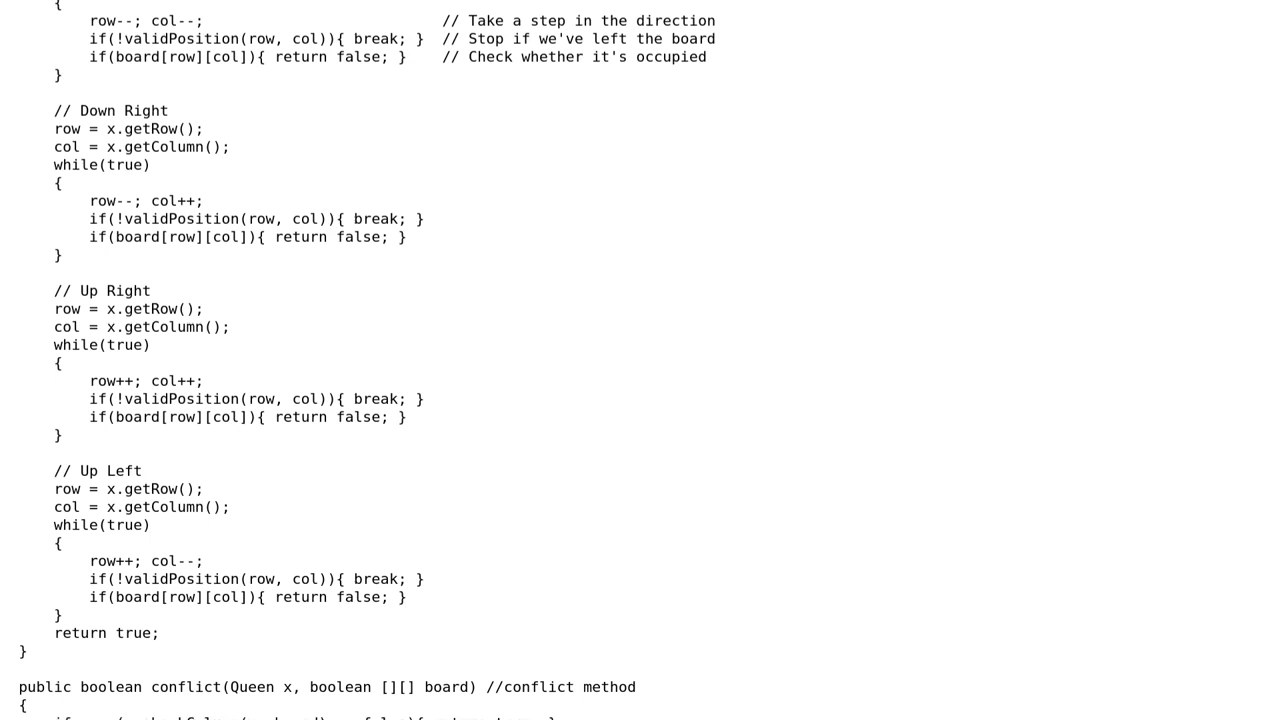 {
row--; col--; // Take a step in the direction
if(!validPosition(row, col)){ break; } // Stop if we've left the board
if(board[row][col]){ return false; } // Check whether it's occupied
}
// Down Right
row = x.getRow();
col = x.getColumn();
while(true)
{
row--; col++;
if(!validPosition(row, col)){ break; }
if(board[row][col]){ return false; }
}
// Up Right
row = x.getRow();
col = x.getColumn();
while(true)
{
row++; col++;
if(!validPosition(row, col)){ break; }
if(board[row][col]){ return false; }
}
// Up Left
row = x.getRow();
col = x.getColumn();
while(true)
{
row++; col--;
if(!validPosition(row, col)){ break; }
if(board[row][col]){ return false; }
}
return true;
}
public boolean conflict(Queen x, boolean [][] board) //conflict method
{